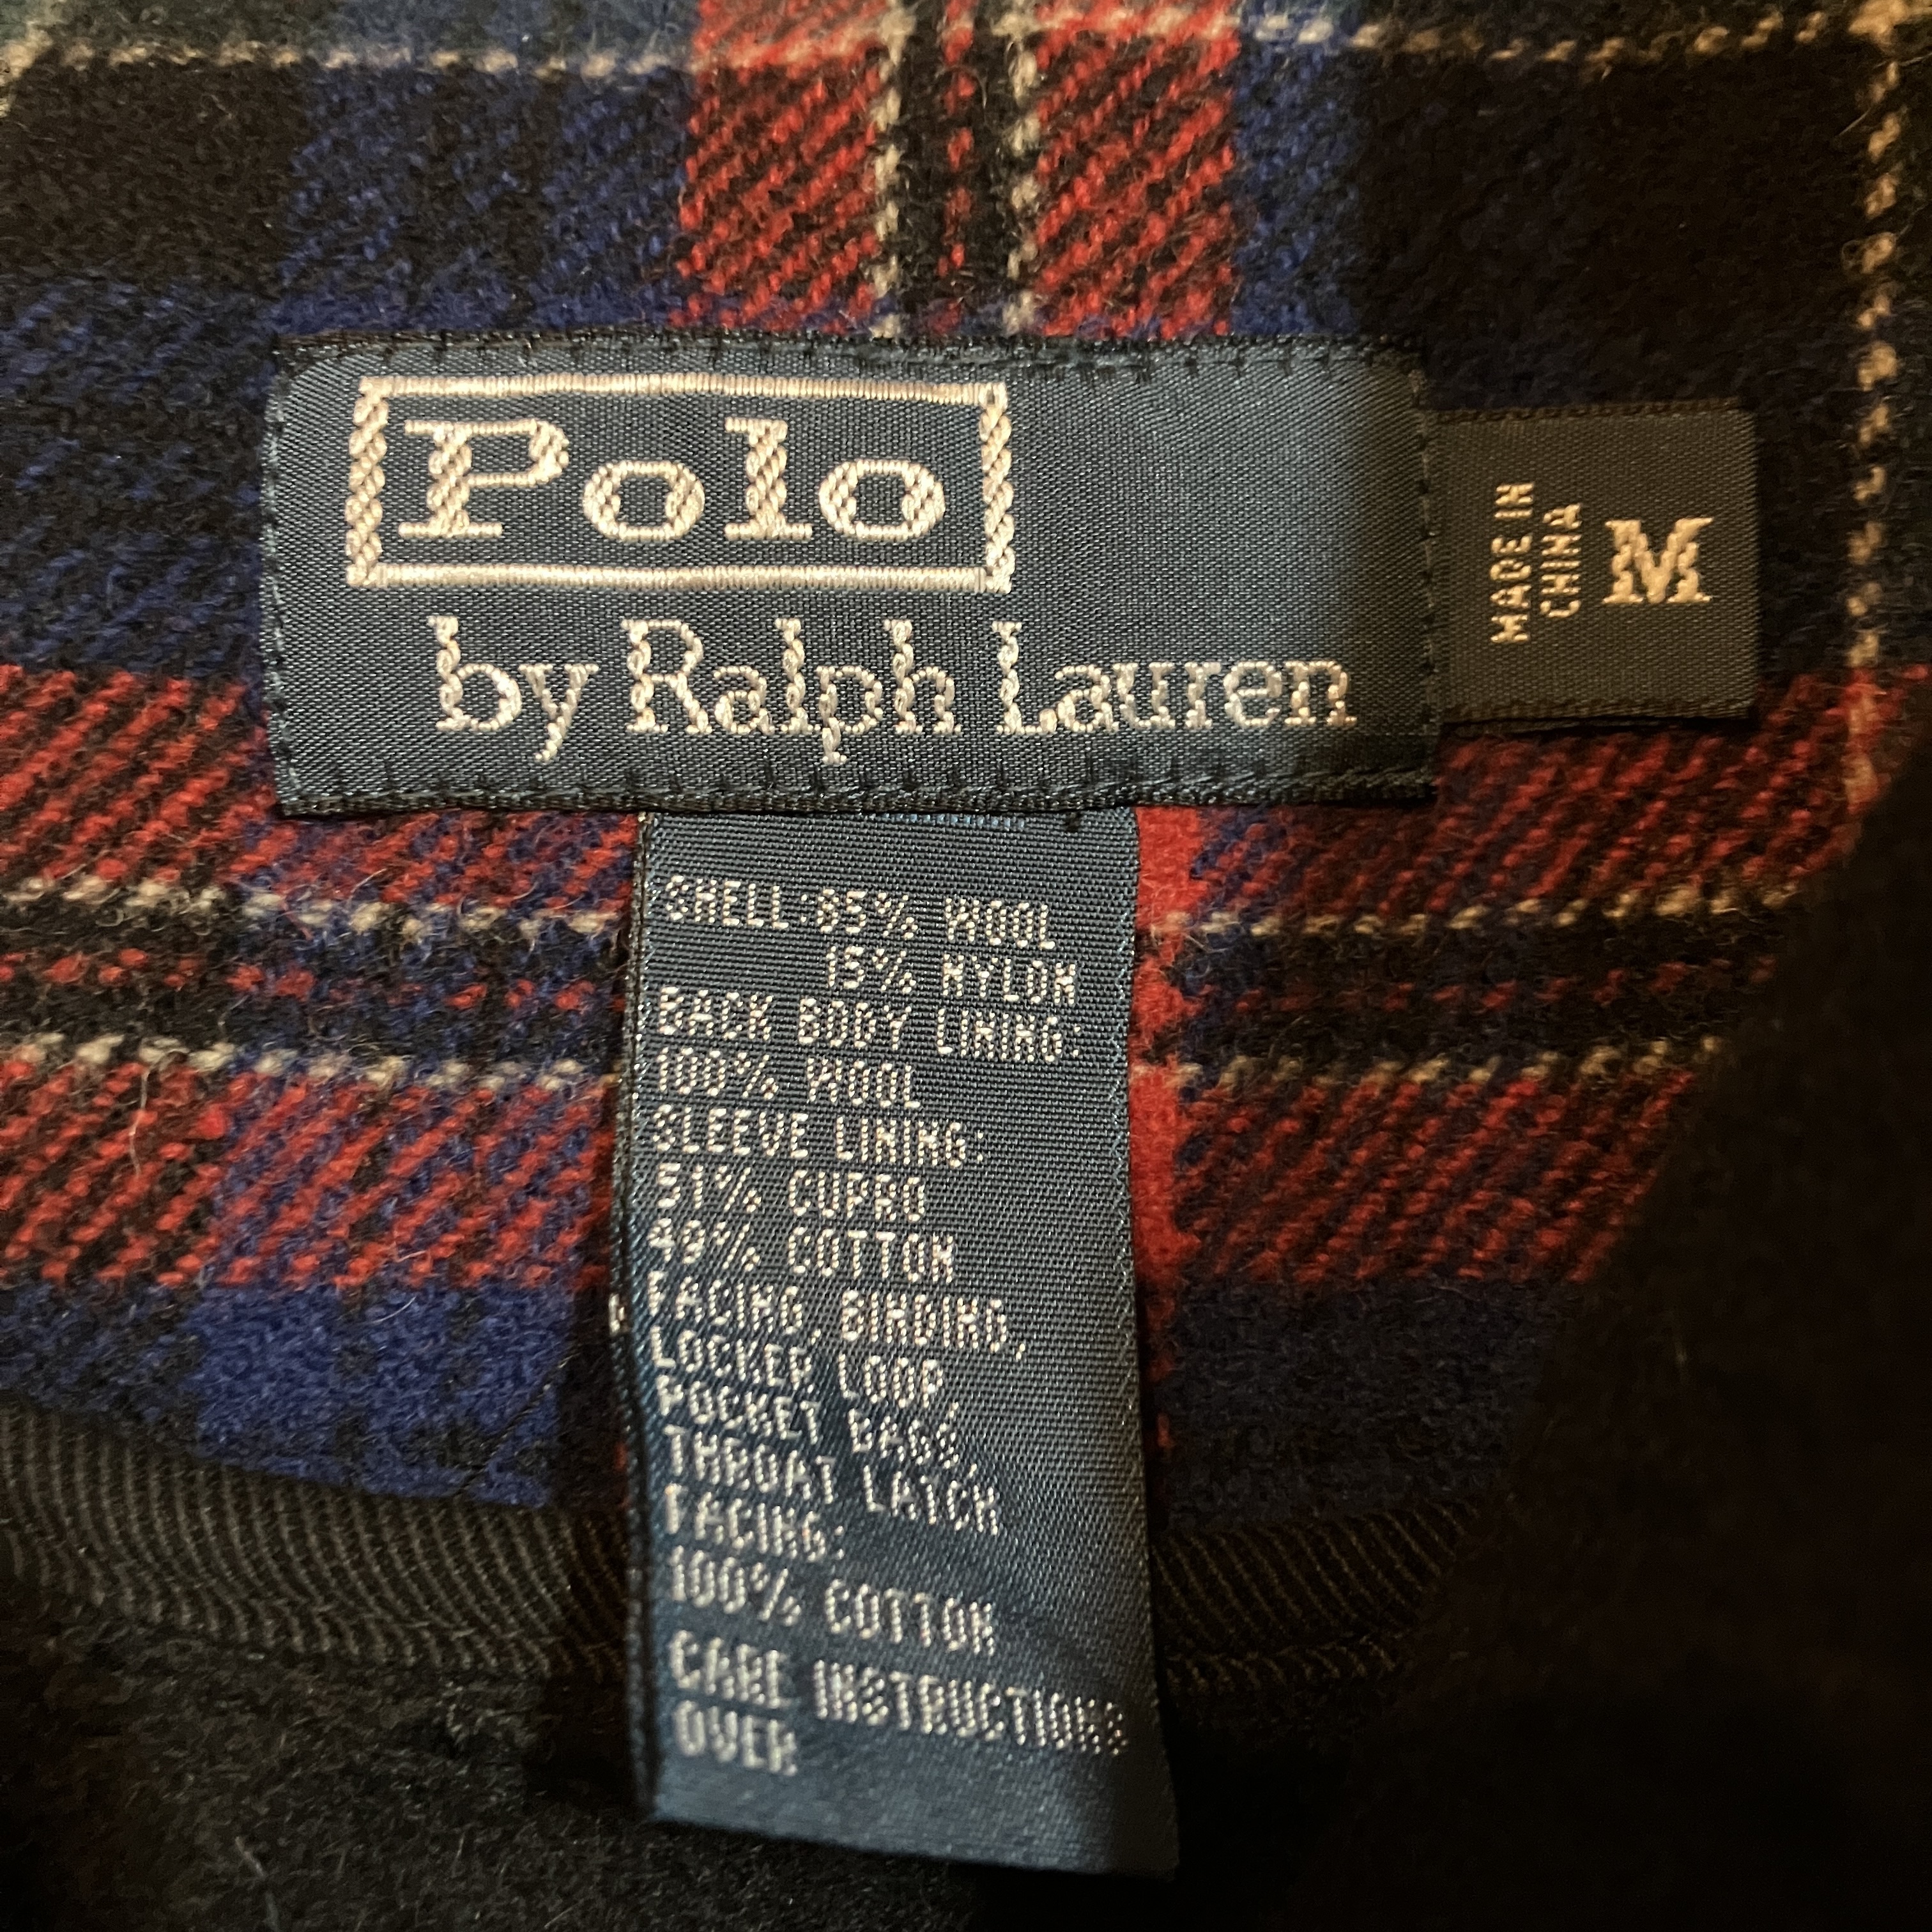 Polo
by Ralph Lauren
MADE IN
CHINA
M
SHELL:85% WOOL
15% NYLON
BACK BODY LINING:
100% WOOL
SLEEVE LINING:
51% CUPRO
49% COTTON
FACING, BINDING,
LOCKER LOOP,
POCKET BAGS,
THROAT LATCH
FACING:
100% COTTON
CARE INSTRUCTIONS
OVER